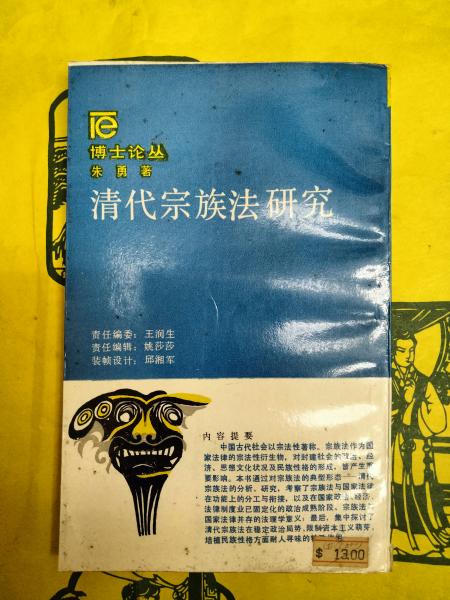 博士论丛
朱勇著
清代宗族法研究
责任编委：王润生
责任编辑：姚莎莎
装帧设计：邱湘军
内容提要
中国古代社会以宗法性著称。宗族法作为国
家法律的宗法性衍生物，对封建社会的政治、经
济、思想文化状况及民族性格的形成，皆产生重
要影响。本书通过对宗族法的典型形态——清代
宗族法的分析、研究，考察了宗族法与国家法律
在功能上的分工与衔接，以及在国家政治、经济、
法律制度业已固定化的政治成熟阶段，宗族法与
国家法律并存的法理学意义；最后，集中探讨了
清代宗族法在稳定政治局势、限制资本主义萌芽、
培植民族性格方面耐人寻味的
$ 13.00